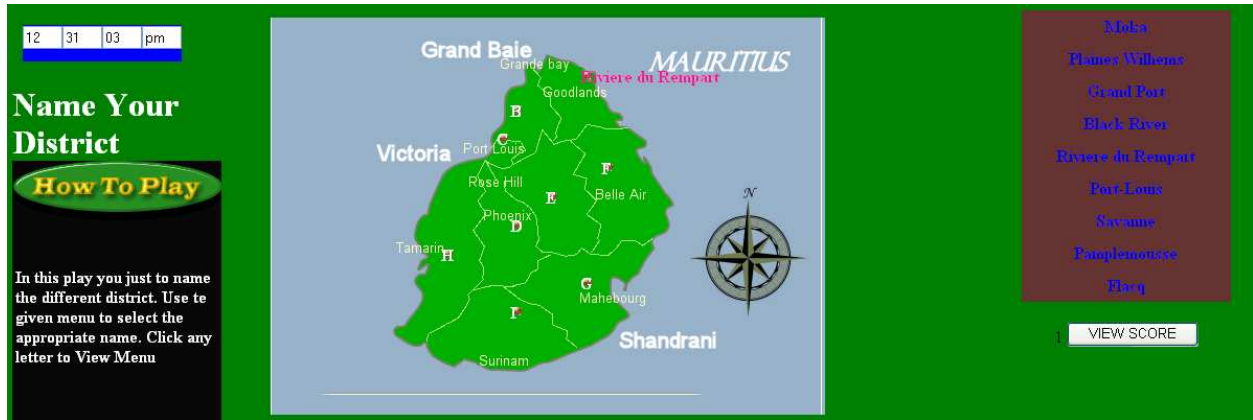 12 31 03 pm
Name Your
District
How To Play
In this play you just to name
the different district. Use te
given menu to select the
appropriate name. Click any
letter to View Menu
Grand Baie
MAURITIUS
Grande bay
Riviere du Rempart
Goodlands
B
C
Victoria
Port Louis
F
Rose Hill
Belle Air
E
N
Phoenix
D
Tamarin
H
G
Mahebourg
I
Shandrani
Surinam
Moka
Plaines Wilhems
Grand Port
Black River
Riviere du Rempart
Port-Louis
Savanne
Pamplemousse
Flacq
1 VIEW SCORE